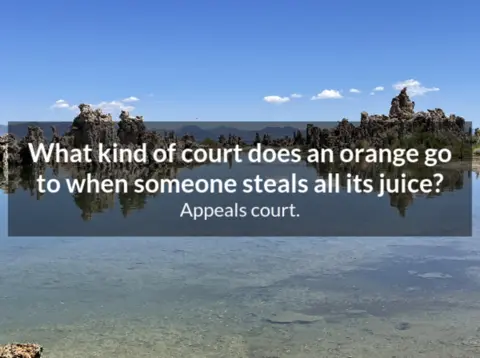 What kind of court does an orange go
to when someone steals all its juice?
Appeals court.